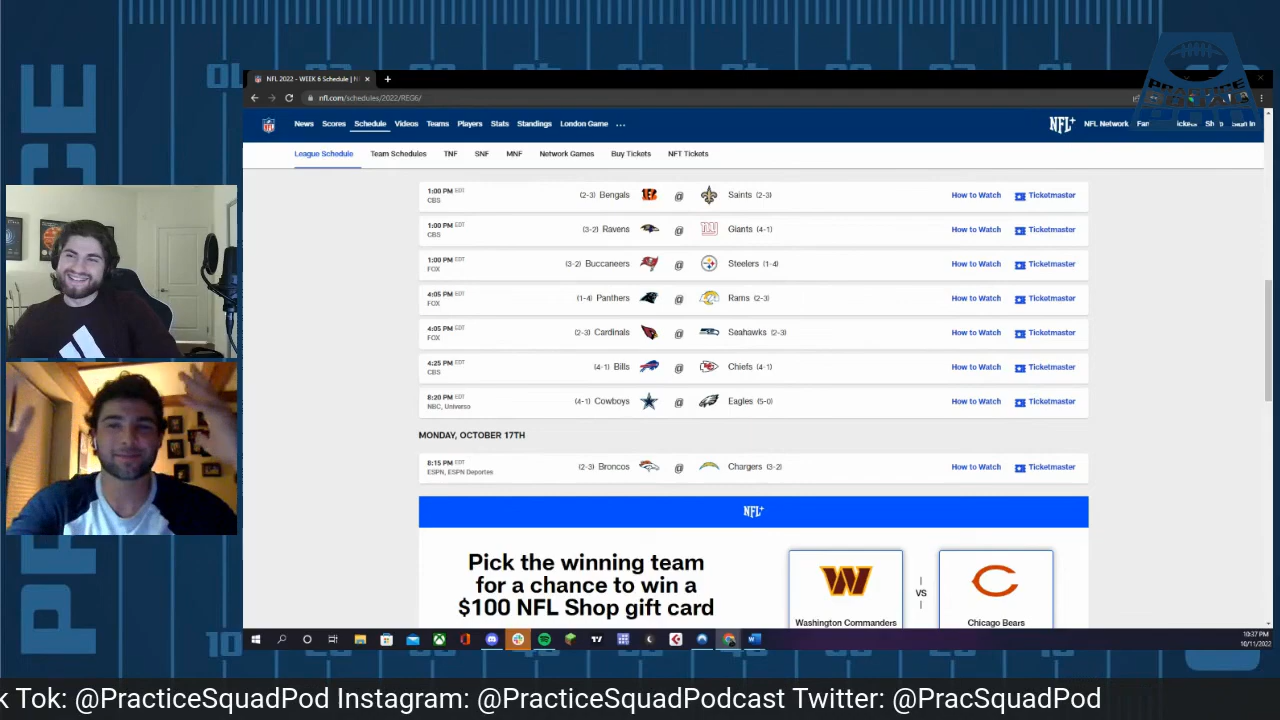 NFL 2022 - WEEK 6 Schedule | N
nfl.com/schedules/2022/REG6/
News Scores Schedule Videos Teams Players Stats Standings London Game ...
NFL+ NFL Network
Sign In
League Schedule Team Schedules TNF SNF MNF Network Games Buy Tickets NFT Tickets
1:00 PM EDT
CBS
(2-3) Bengals @ Saints (2-3) How to Watch Ticketmaster
1:00 PM EDT
CBS
(3-2) Ravens @ Giants (4-1) How to Watch Ticketmaster
1:00 PM EDT
FOX
(3-2) Buccaneers @ Steelers (1-4) How to Watch Ticketmaster
4:05 PM EDT
FOX
(1-4) Panthers @ Rams (2-3) How to Watch Ticketmaster
4:05 PM EDT
FOX
(2-3) Cardinals @ Seahawks (2-3) How to Watch Ticketmaster
4:25 PM EDT
CBS
(4-1) Bills @ Chiefs (4-1) How to Watch Ticketmaster
8:20 PM EDT
NBC, Universo
(4-1) Cowboys @ Eagles (5-0) How to Watch Ticketmaster
MONDAY, OCTOBER 17TH
8:15 PM EDT
ESPN, ESPN Deportes
(2-3) Broncos @ Chargers (3-2) How to Watch Ticketmaster
NFL+
Pick the winning team
for a chance to win a
$100 NFL Shop gift card
VS
Washington Commanders
Chicago Bears
10:37 PM
10/11/2022
k Tok: @PracticeSquadPod Instagram: @PracticeSquadPodcast Twitter: @PracSquadPod